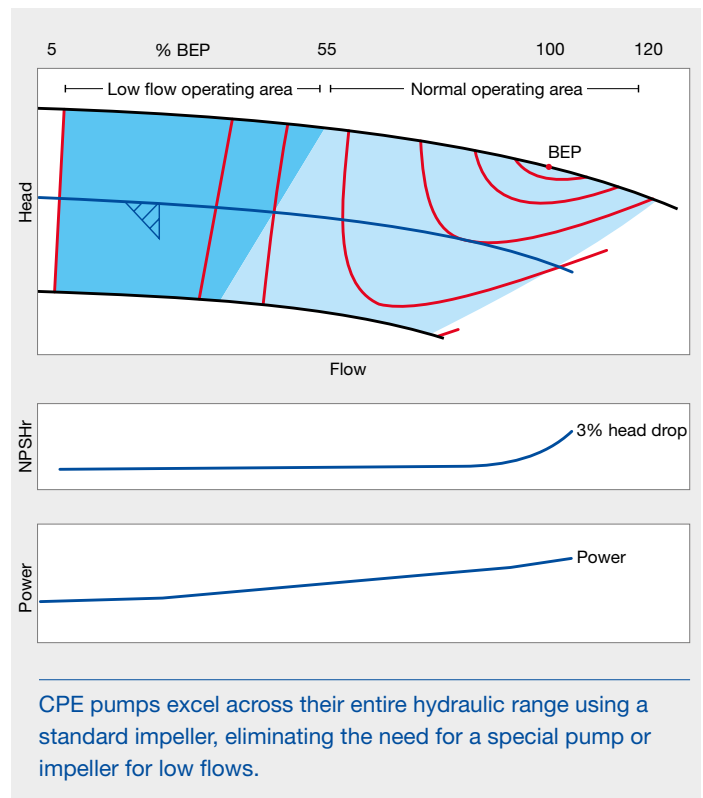 5 % BEP 55 100 120
Low flow operating area Normal operating area
BEP
Head
Flow
NPSHr
3% head drop
Power
Power
CPE pumps excel across their entire hydraulic range using a
standard impeller, eliminating the need for a special pump or
impeller for low flows.